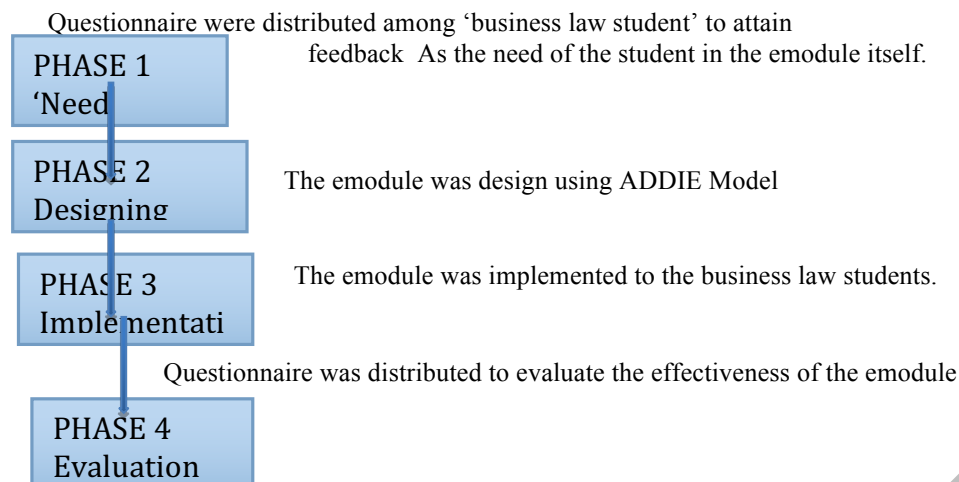 Questionnaire were distributed among ‘business law student’ to attain
feedback As the need of the student in the emodule itself.
PHASE 1
‘Need
PHASE 2
Designing
The emodule was design using ADDIE Model
PHASE 3
Implementati
The emodule was implemented to the business law students.
Questionnaire was distributed to evaluate the effectiveness of the emodule
PHASE 4
Evaluation